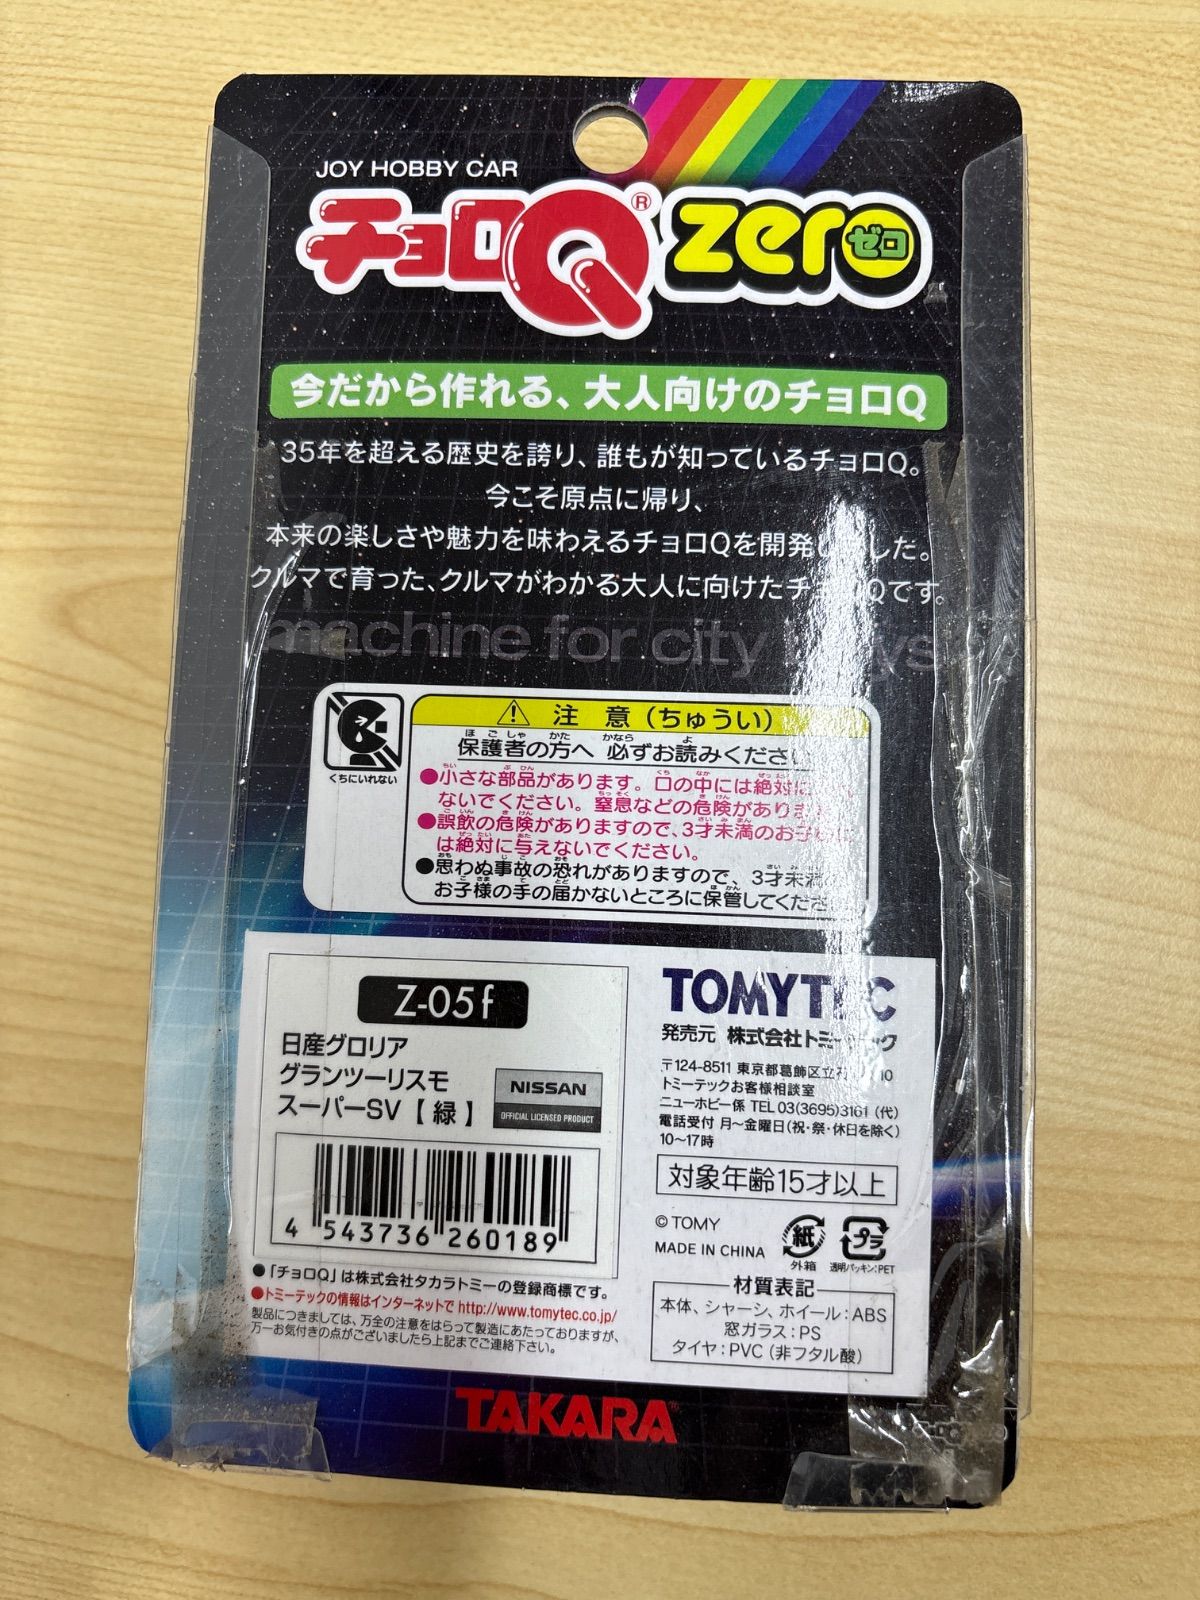 JOY HOBBY CAR
チョロQ® zero ゼロ
今だから作れる、大人向けのチョロQ
35年を超える歴史を誇り、誰もが知っているチョロQ。
今こそ原点に帰り、
本来の楽しさや魅力を味わえるチョロQを開発しました。
クルマで育った、クルマがわかる大人に向けたチョロQです。
machine for city
くちにいれない
注 意（ちゅうい）
保護者の方へ 必ずお読みください
●小さな部品があります。口の中には絶対に
ないでください。窒息などの危険があります
●誤飲の危険がありますので、3才未満のお子様に
は絶対に与えないでください。
●思わぬ事故の恐れがありますので、3才未満の
お子様の手の届かないところに保管してください
Z-05f
日産グロリア
グランツーリスモ
スーパーSV【緑】
NISSAN
OFFICIAL LICENSED PRODUCT
4 543736 260189
●「チョロQ」は株式会社タカラトミーの登録商標です。
●トミーテックの情報はインターネットで http://www.tomytec.co.jp/
製品につきましては、万全の注意をはらって製造にあたっておりますが、
万一お気付きの点がございましたら上記までご連絡下さい。
TOMYTEC
発売元 株式会社トミーテック
〒124-8511 東京都葛飾区立石 10
トミーテックお客様相談室
ニューホビー係 TEL 03(3695)3161 (代)
電話受付 月〜金曜日(祝・祭・休日を除く)
10〜17時
対象年齢15才以上
© TOMY
MADE IN CHINA
紙
外箱
プラ
透明パッキン:PET
材質表記
本体、シャーシ、ホイール：ABS
窓ガラス：PS
タイヤ：PVC (非フタル酸)
TAKARA